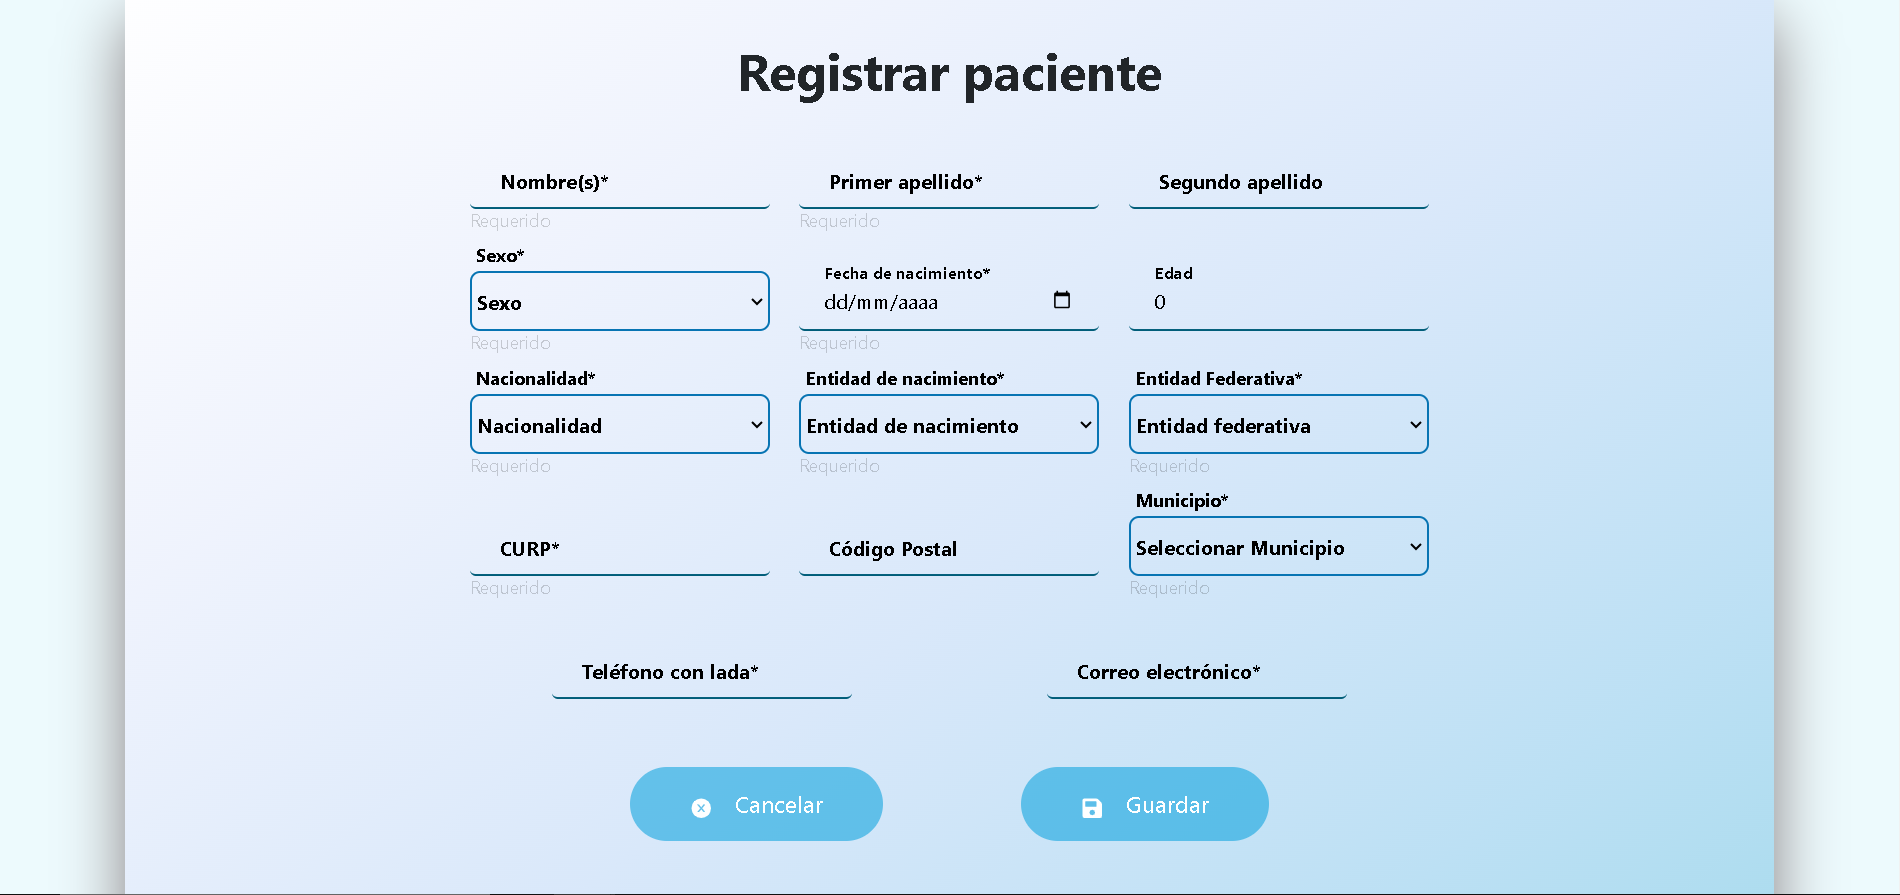 Registrar paciente
Nombre(s)*
Requerido
Primer apellido*
Requerido
Segundo apellido
Sexo*
Sexo
Requerido
Fecha de nacimiento*
dd/mm/aaaa
Requerido
Edad
0
Nacionalidad*
Nacionalidad
Requerido
Entidad de nacimiento*
Entidad de nacimiento
Requerido
Entidad Federativa*
Entidad federativa
Requerido
CURP*
Requerido
Código Postal
Municipio*
Seleccionar Municipio
Requerido
Teléfono con lada*
Correo electrónico*
Cancelar
Guardar